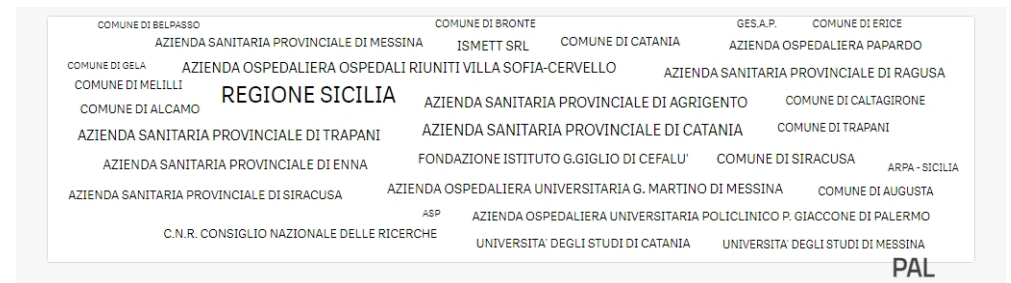 COMUNE DI BELPASSO
COMUNE DI BRONTE
GES.A.P.
COMUNE DI ERICE
AZIENDA SANITARIA PROVINCIALE DI MESSINA
ISMETT SRL
COMUNE DI CATANIA
AZIENDA OSPEDALIERA PAPARDO
COMUNE DI GELA
AZIENDA OSPEDALIERA OSPEDALI RIUNITI VILLA SOFIA-CERVELLO
AZIENDA SANITARIA PROVINCIALE DI RAGUSA
COMUNE DI MELILLI
REGIONE SICILIA
AZIENDA SANITARIA PROVINCIALE DI AGRIGENTO
COMUNE DI CALTAGIRONE
COMUNE DI ALCAMO
AZIENDA SANITARIA PROVINCIALE DI TRAPANI
AZIENDA SANITARIA PROVINCIALE DI CATANIA
COMUNE DI TRAPANI
AZIENDA SANITARIA PROVINCIALE DI ENNA
FONDAZIONE ISTITUTO G.GIGLIO DI CEFALU'
COMUNE DI SIRACUSA
ARPA - SICILIA
AZIENDA SANITARIA PROVINCIALE DI SIRACUSA
AZIENDA OSPEDALIERA UNIVERSITARIA G. MARTINO DI MESSINA
COMUNE DI AUGUSTA
ASP
AZIENDA OSPEDALIERA UNIVERSITARIA POLICLINICO P. GIACCONE DI PALERMO
C.N.R. CONSIGLIO NAZIONALE DELLE RICERCHE
UNIVERSITA' DEGLI STUDI DI CATANIA
UNIVERSITA' DEGLI STUDI DI MESSINA
PAL